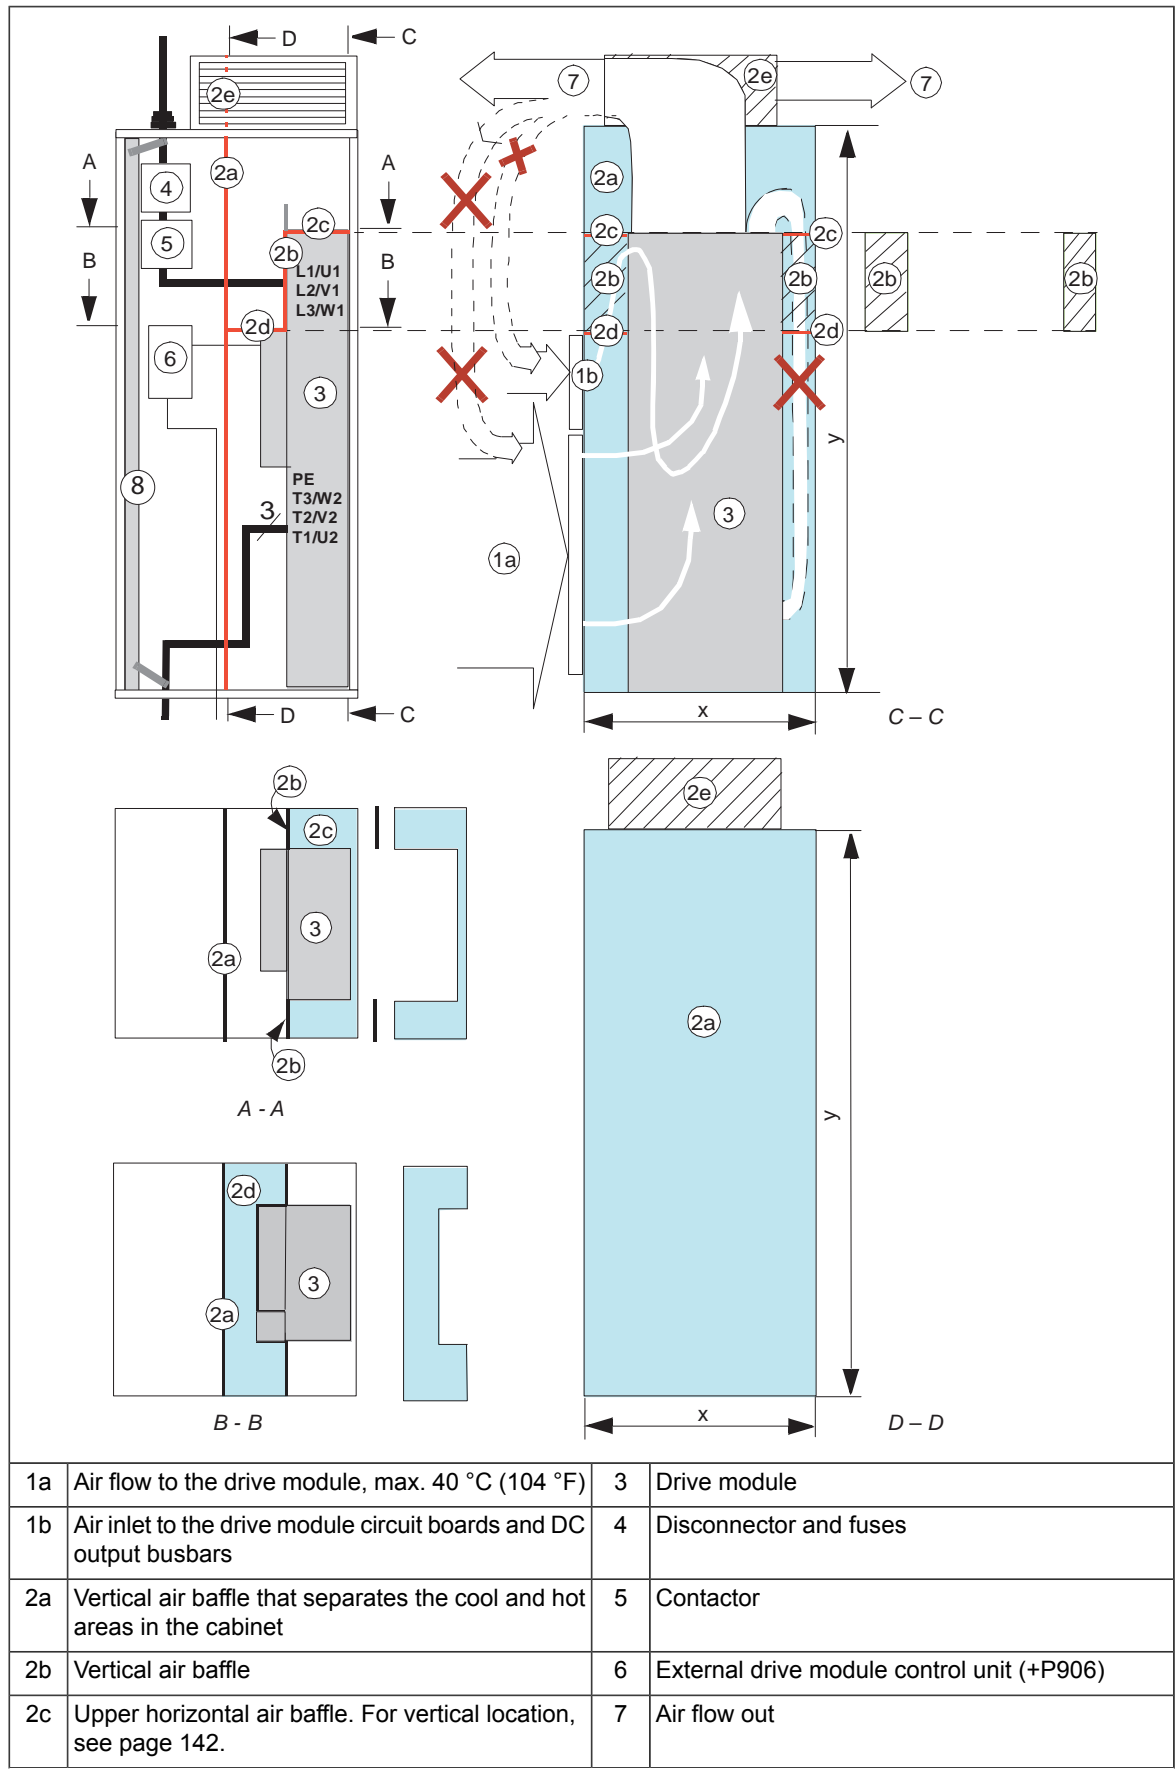 D
C
2e
7
2e
7
A
A
4
2a
2a
2c
2c
2c
5
B
2b
B
L1/U1
L2/V1
L3/W1
2b
2b
2b
2b
2d
2d
2d
6
1b
3
y
8
PE
T3/W2
T2/V2
T1/U2
3
3
1a
D
C
x
C – C
2b
2c
3
2a
2b
A - A
2e
2a
y
2d
3
2a
B - B
x
D – D
1a Air flow to the drive module, max. 40 °C (104 °F) 3 Drive module
1b Air inlet to the drive module circuit boards and DC 4 Disconnector and fuses
output busbars
2a Vertical air baffle that separates the cool and hot 5 Contactor
areas in the cabinet
2b Vertical air baffle 6 External drive module control unit (+P906)
2c Upper horizontal air baffle. For vertical location, 7 Air flow out
see page 142.